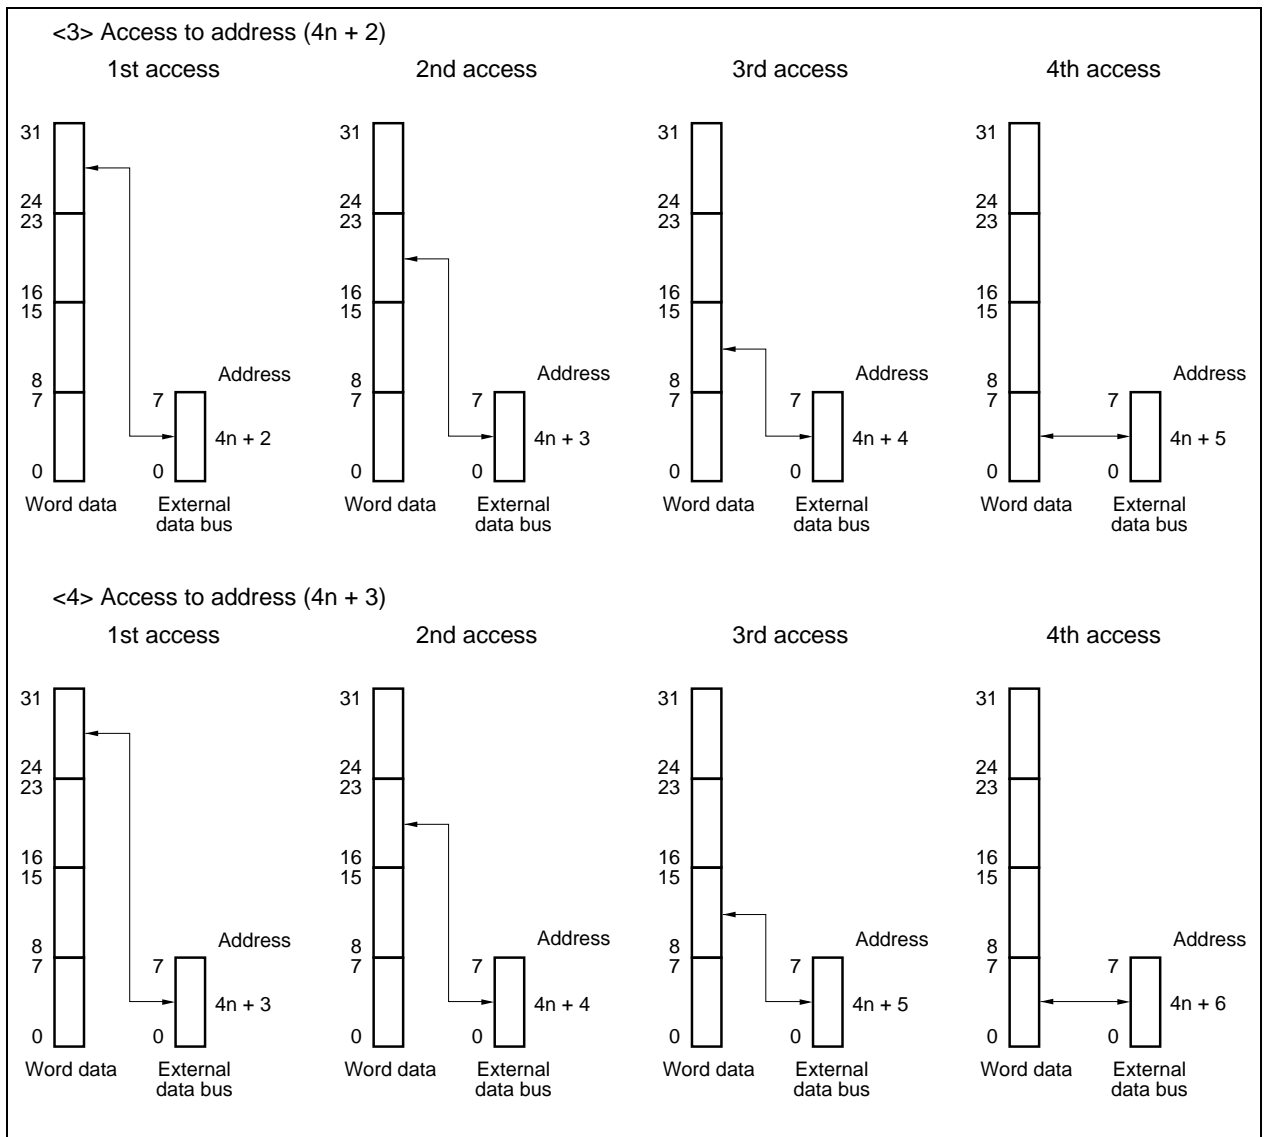 <3> Access to address (4n + 2)
1st access
2nd access
3rd access
4th access
31
24
23
16
15
8
7
0
Word data
7
0
Address
4n + 2
External
data bus
31
24
23
16
15
8
7
0
Word data
7
0
Address
4n + 3
External
data bus
31
24
23
16
15
8
7
0
Word data
7
0
Address
4n + 4
External
data bus
31
24
23
16
15
8
7
0
Word data
7
0
Address
4n + 5
External
data bus
<4> Access to address (4n + 3)
1st access
2nd access
3rd access
4th access
31
24
23
16
15
8
7
0
Word data
7
0
Address
4n + 3
External
data bus
31
24
23
16
15
8
7
0
Word data
7
0
Address
4n + 4
External
data bus
31
24
23
16
15
8
7
0
Word data
7
0
Address
4n + 5
External
data bus
31
24
23
16
15
8
7
0
Word data
7
0
Address
4n + 6
External
data bus